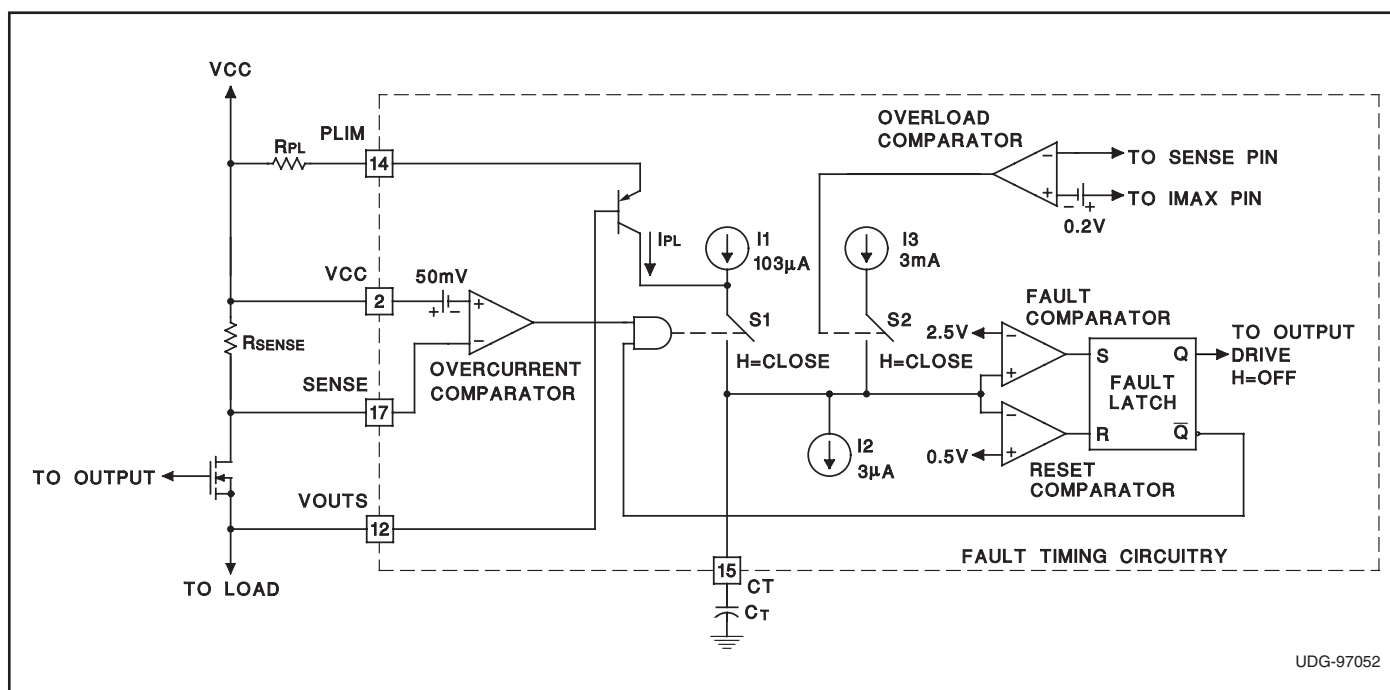 VCC
RPL
PLIM
14
VCC
2
50mV
+ -
+
-
RSENSE
SENSE
17
OVERCURRENT
COMPARATOR
TO OUTPUT
VOUTS
12
TO LOAD
IPL
I1
103µA
S1
H=CLOSE
OVERLOAD
COMPARATOR
-
+
TO SENSE PIN
TO IMAX PIN
- +
0.2V
I3
3mA
S2
H=CLOSE
I2
3µA
FAULT
COMPARATOR
2.5V
-
+
0.5V
-
+
RESET
COMPARATOR
S
Q
FAULT
LATCH
R
Q̅
TO OUTPUT
DRIVE
H=OFF
FAULT TIMING CIRCUITRY
15
CT
CT
UDG-97052